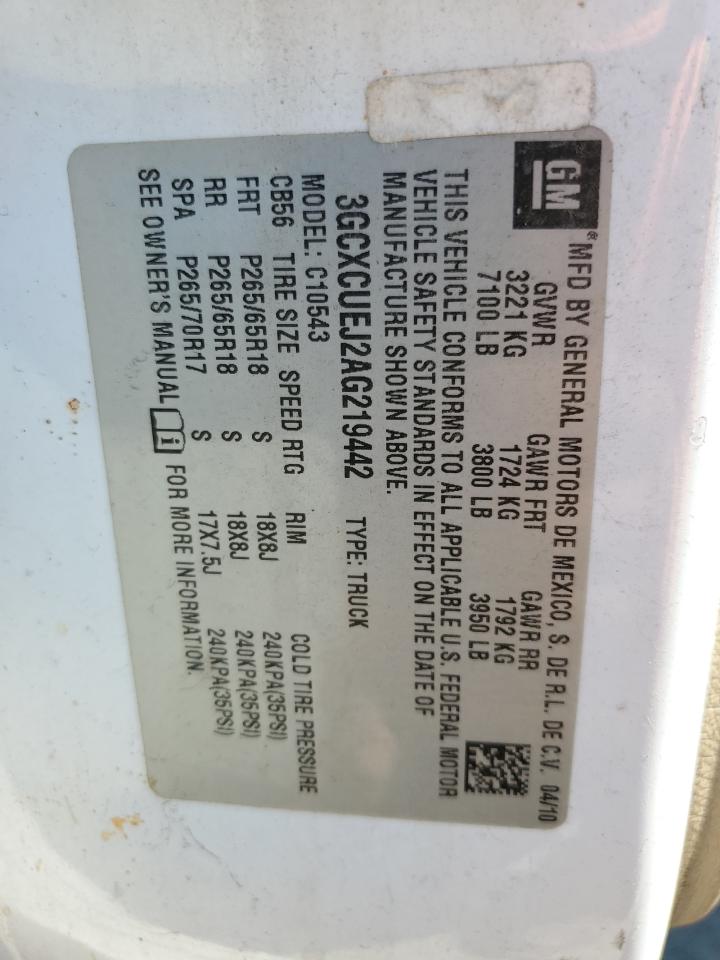 GM
® MFD BY GENERAL MOTORS DE MEXICO, S. DE R.L. DE C.V. 04/10
GVWR GAWR FRT GAWR RR
3221 KG 1724 KG 1792 KG
7100 LB 3800 LB 3950 LB
THIS VEHICLE CONFORMS TO ALL APPLICABLE U.S. FEDERAL MOTOR
VEHICLE SAFETY STANDARDS IN EFFECT ON THE DATE OF
MANUFACTURE SHOWN ABOVE.
3GCXCUEJ2AG219442 TYPE: TRUCK
MODEL: C10543
CB56 TIRE SIZE SPEED RTG RIM COLD TIRE PRESSURE
FRT P265/65R18 S 18X8J 240KPA(35PSI)
RR P265/65R18 S 18X8J 240KPA(35PSI)
SPA P265/70R17 S 17X7.5J 240KPA(35PSI)
SEE OWNER'S MANUAL i FOR MORE INFORMATION.